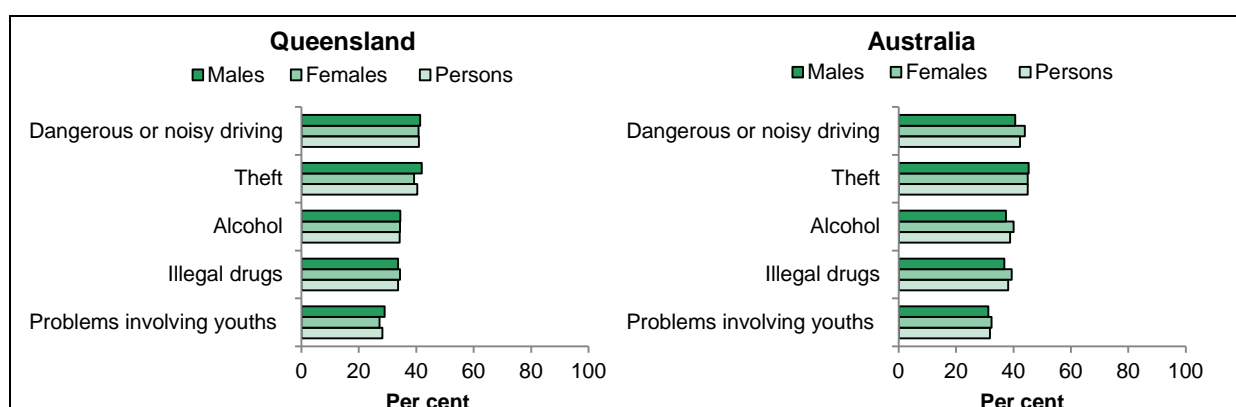 Queensland
Males Females Persons
Dangerous or noisy driving
Theft
Alcohol
Illegal drugs
Problems involving youths
0 20 40 60 80 100
Per cent
Australia
Males Females Persons
Dangerous or noisy driving
Theft
Alcohol
Illegal drugs
Problems involving youths
0 20 40 60 80 100
Per cent